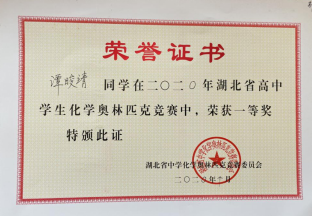 荣誉证书
谭晙靖 同学在二〇二〇年湖北省高中
学生化学奥林匹克竞赛中，荣获一等奖
特颁此证
湖北省中学化学奥林匹克竞赛委员会
二〇二〇年 月